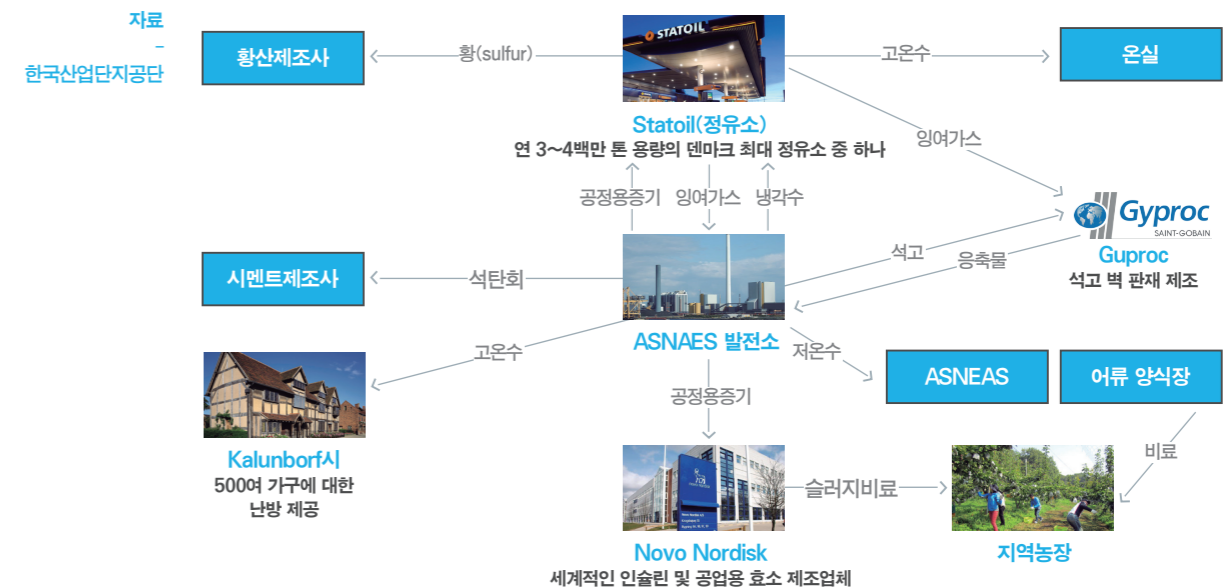 자료
-
한국산업단지공단
황산제조사
황(sulfur)
STATOIL
고온수
온실
Statoil(정유소)
연 3~4백만 톤 용량의 덴마크 최대 정유소 중 하나
잉여가스
공정용증기
잉여가스
냉각수
Gyproc
SAINT-GOBAIN
Guproc
석고 벽 판재 제조
석고
응축물
시멘트제조사
석탄회
ASNAES 발전소
고온수
저온수
ASNEAS
어류 양식장
공정용증기
비료
Kalunborf시
500여 가구에 대한
난방 제공
슬러지비료
Novo Nordisk
세계적인 인슐린 및 공업용 효소 제조업체
지역농장